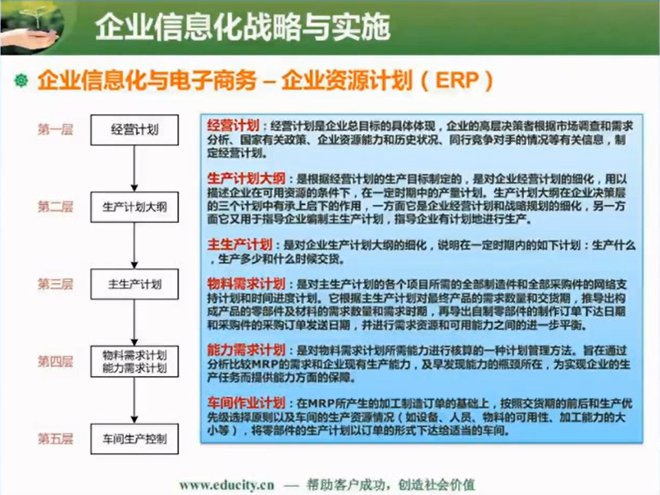 企业信息化战略与实施
企业信息化与电子商务 – 企业资源计划（ERP）
第一层
经营计划
第二层
生产计划大纲
第三层
主生产计划
第四层
物料需求计划
能力需求计划
第五层
车间生产控制
经营计划：经营计划是企业总目标的具体体现，企业的高层决策者根据市场调查和需求
分析、国家有关政策、企业资源能力和历史状况、同行竞争对手的情况等有关信息，制
定经营计划。
生产计划大纲：是根据经营计划的生产目标制定的，是对企业经营计划的细化，用以
描述企业在可用资源的条件下，在一定时期中的产量计划。生产计划大纲在企业决策层
的三个计划中有承上启下的作用，一方面它是企业经营计划和战略规划的细化，另一方
面它又用于指导企业编制主生产计划，指导企业有计划地进行生产。
主生产计划：是对企业生产计划大纲的细化，说明在一定时期内的如下计划：生产什么
，生产多少和什么时候交货。
物料需求计划：是对主生产计划的各个项目所需的全部制造件和全部采购件的网络支
持计划和时间进度计划。它根据主生产计划对最终产品的需求数量和交货期，推导出构
成产品的零部件及材料的需求数量和需求时期，再导出自制零部件的制作订单下达日期
和采购件的采购订单发送日期，并进行需求资源和可用能力之间的进一步平衡。
能力需求计划：是对物料需求计划所需能力进行核算的一种计划管理方法。旨在通过
分析比较MRP的需求和企业现有生产能力，及早发现能力的瓶颈所在，为实现企业的生
产任务而提供能力方面的保障。
车间作业计划：在MRP所产生的加工制造订单的基础上，按照交货期的前后和生产优
先级选择原则以及车间的生产资源情况（如设备、人员、物料的可用性、加工能力的大
小等），将零部件的生产计划以订单的形式下达给适当的车间。
www.educity.cn — 帮助客户成功，创造社会价值